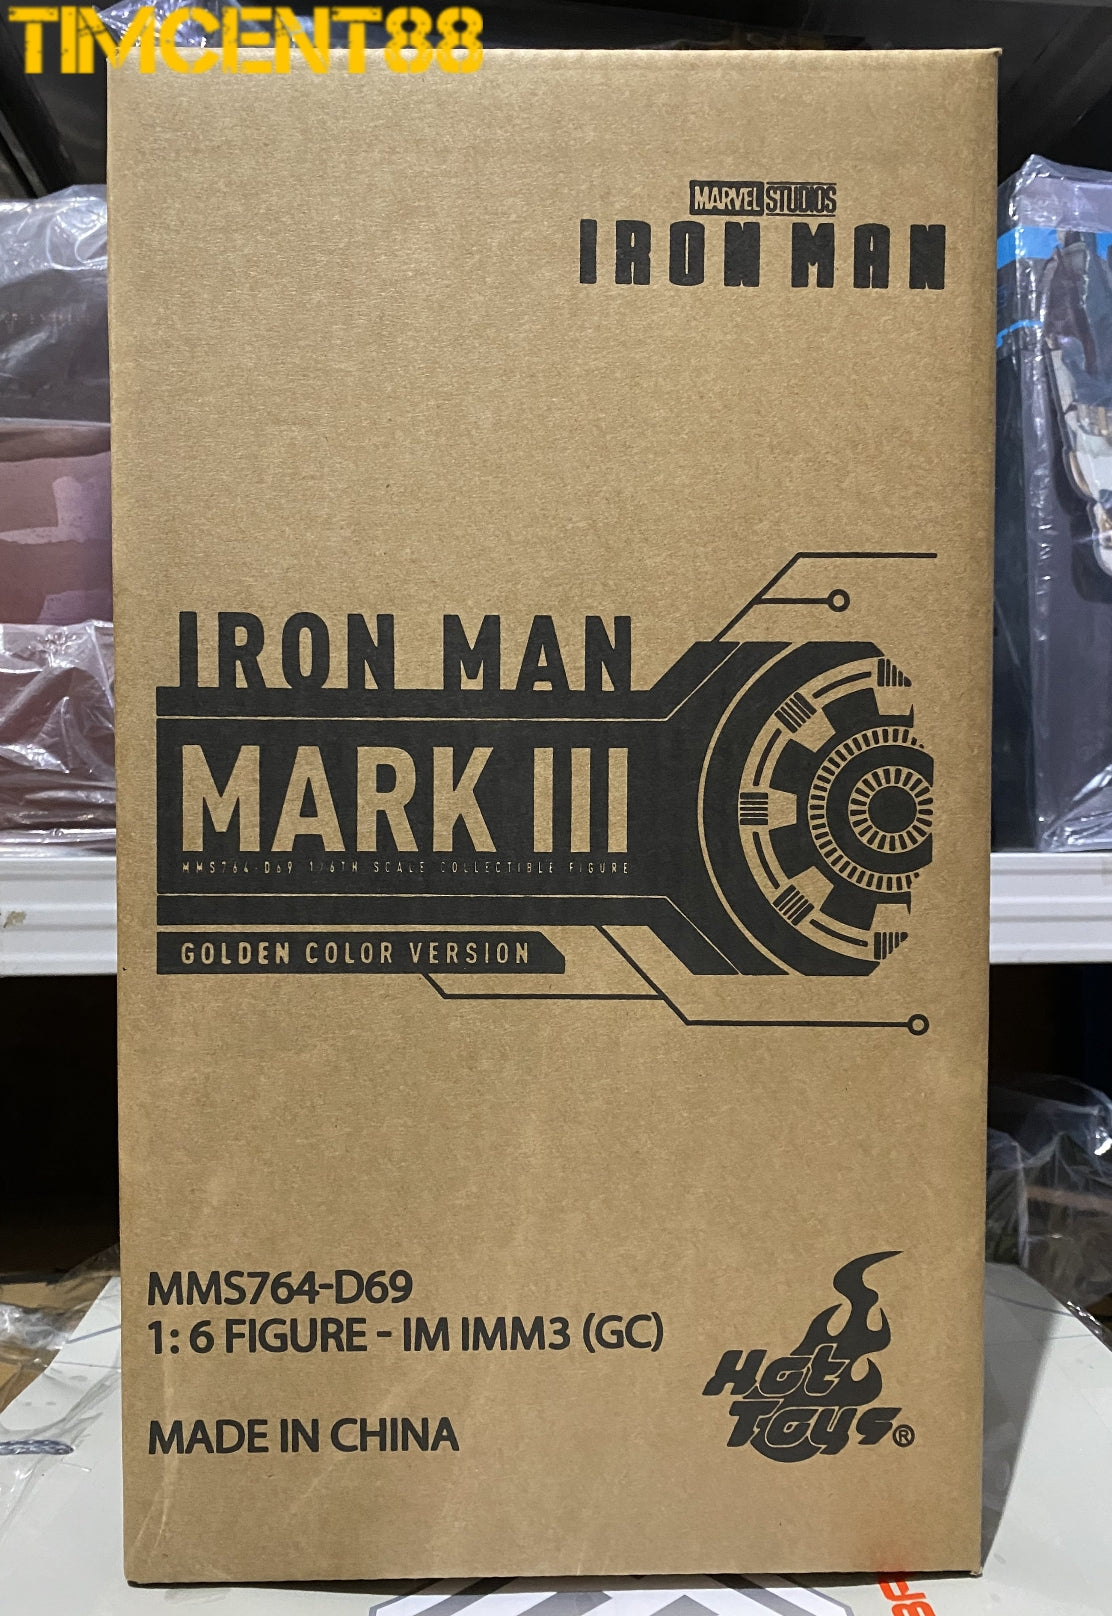 TIMCENT88
MARVEL STUDIOS
IRON MAN
IRON MAN
MARK III
MMS764-D69 1/6TH SCALE COLLECTIBLE FIGURE
GOLDEN COLOR VERSION
MMS764-D69
1: 6 FIGURE - IM IMM3 (GC)
MADE IN CHINA
Hot
Toys®